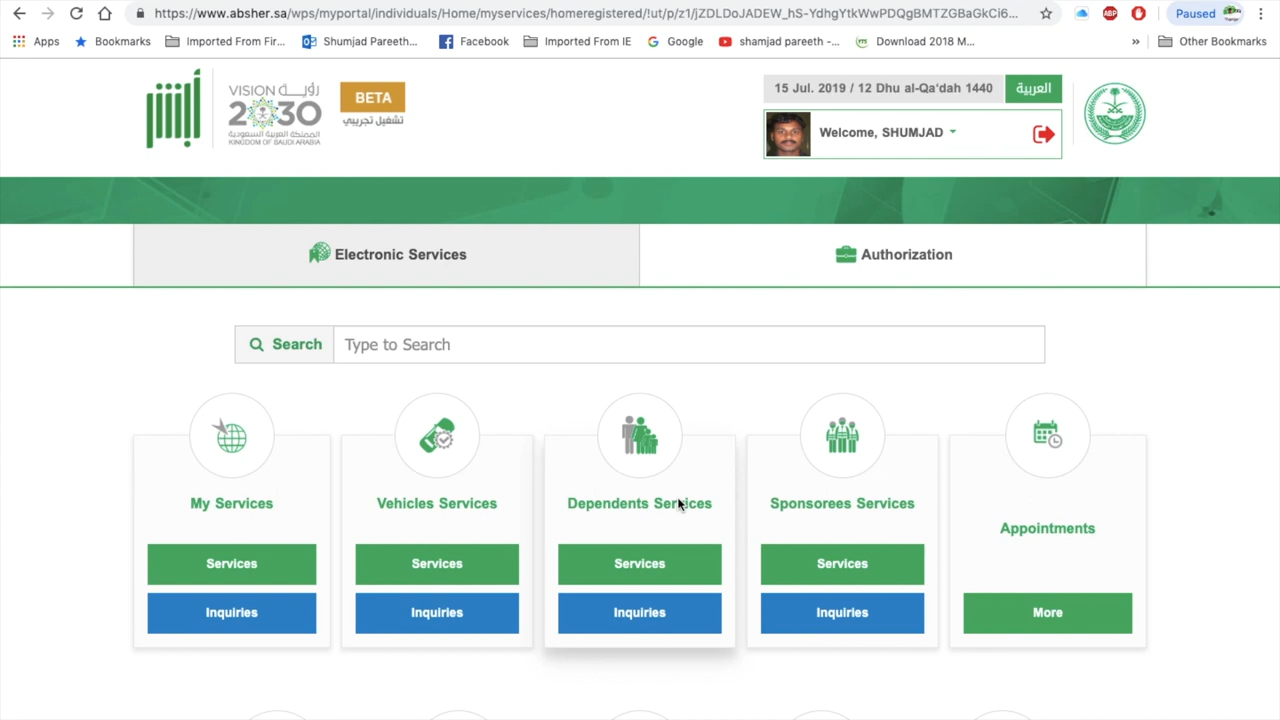 https://www.absher.sa/wps/myportal/individuals/Home/myservices/homeregistered/!ut/p/z1/jZDLDoJADEW_hS-YdhgYtkWwPDQgBMTZGBaGkCi6...
Paused
Apps
Bookmarks
Imported From Fir...
Shumjad Pareeth...
Facebook
Imported From IE
Google
shamjad pareeth -...
Download 2018 M...
»
Other Bookmarks
أبشر
VISION رؤية
2030
المملكة العربية السعودية
KINGDOM OF SAUDI ARABIA
BETA
تشغيل تجريبي
15 Jul. 2019 / 12 Dhu al-Qa'dah 1440
العربية
Welcome, SHUMJAD
Electronic Services
Authorization
Search
Type to Search
My Services
Vehicles Services
Dependents Services
Sponsorees Services
Appointments
Services
Services
Services
Services
Inquiries
Inquiries
Inquiries
Inquiries
More